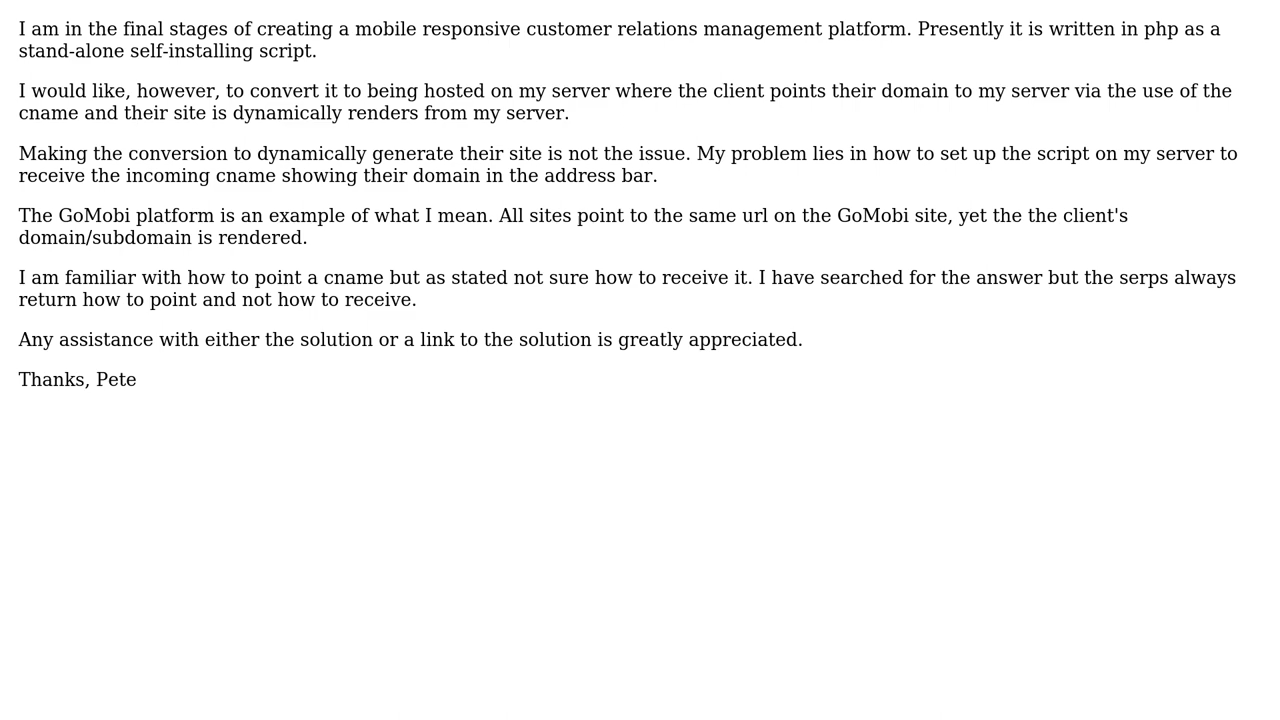 I am in the final stages of creating a mobile responsive customer relations management platform. Presently it is written in php as a
stand-alone self-installing script.
I would like, however, to convert it to being hosted on my server where the client points their domain to my server via the use of the
cname and their site is dynamically renders from my server.
Making the conversion to dynamically generate their site is not the issue. My problem lies in how to set up the script on my server to
receive the incoming cname showing their domain in the address bar.
The GoMobi platform is an example of what I mean. All sites point to the same url on the GoMobi site, yet the the client's
domain/subdomain is rendered.
I am familiar with how to point a cname but as stated not sure how to receive it. I have searched for the answer but the serps always
return how to point and not how to receive.
Any assistance with either the solution or a link to the solution is greatly appreciated.
Thanks, Pete